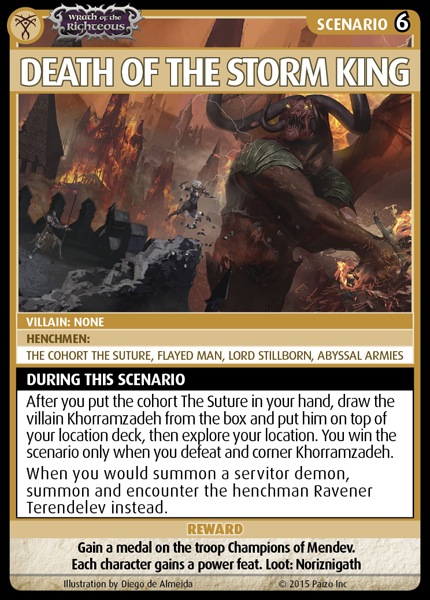 Wrath of the
Righteous
SCENARIO 6
DEATH OF THE STORM KING
VILLAIN: NONE
HENCHMEN:
THE COHORT THE SUTURE, FLAYED MAN, LORD STILLBORN, ABYSSAL ARMIES
DURING THIS SCENARIO
After you put the cohort The Suture in your hand, draw the
villain Khorramzadeh from the box and put him on top of
your location deck, then explore your location. You win the
scenario only when you defeat and corner Khorramzadeh.
When you would summon a servitor demon,
summon and encounter the henchman Ravener
Terendelev instead.
REWARD
Gain a medal on the troop Champions of Mendev.
Each character gains a power feat. Loot: Noriznigath
Illustration by Diego de Almeida
© 2015 Paizo Inc